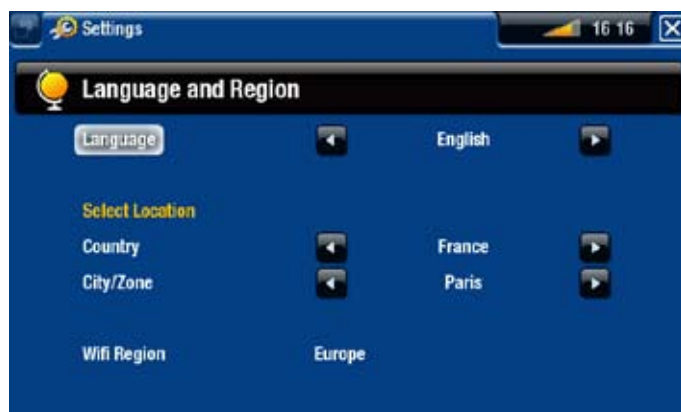 Settings 16 16
Language and Region
Language English
Select Location
Country France
City/Zone Paris
Wifi Region Europe